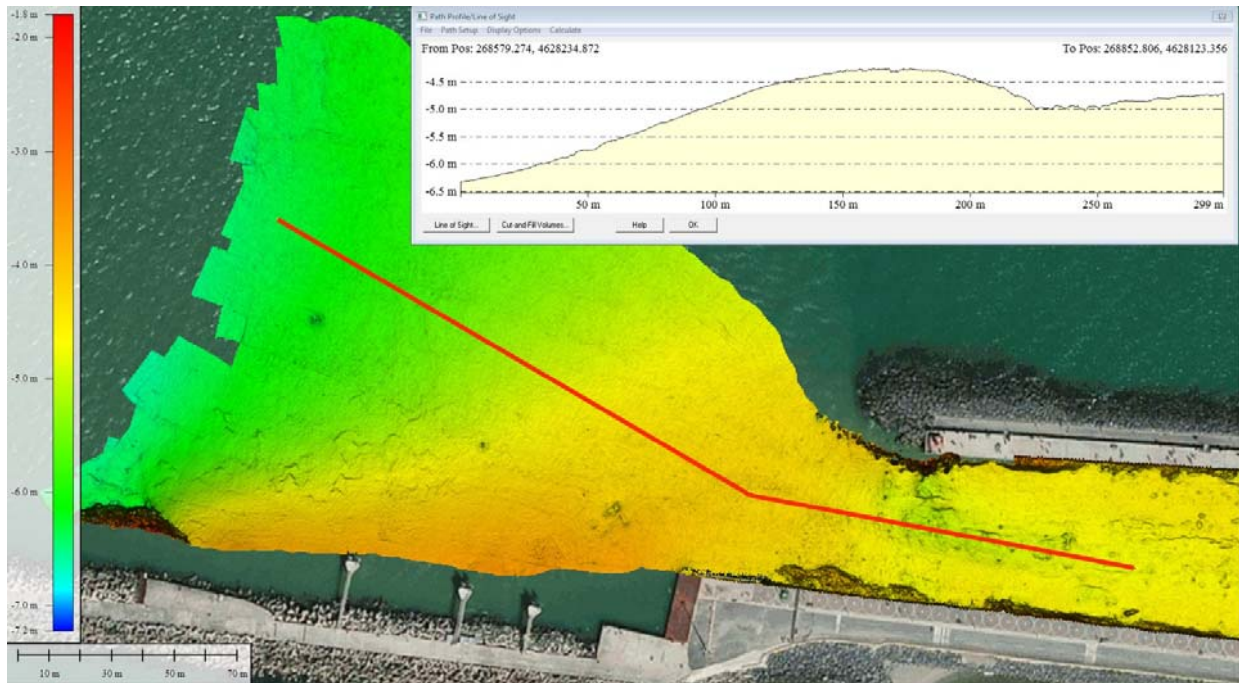 -1.8 m
-2.0 m
-3.0 m
-4.0 m
-5.0 m
-6.0 m
-7.0 m
-7.2 m
10 m 30 m 50 m 70 m
Path Profile/Line of Sight
File Path Setup Display Options Calculate
From Pos: 268579.274, 4628234.872 To Pos: 268852.806, 4628123.356
-4.5 m
-5.0 m
-5.5 m
-6.0 m
-6.5 m
50 m 100 m 150 m 200 m 250 m 299 m
Line of Sight... Cut and Fill Volumes... Help OK